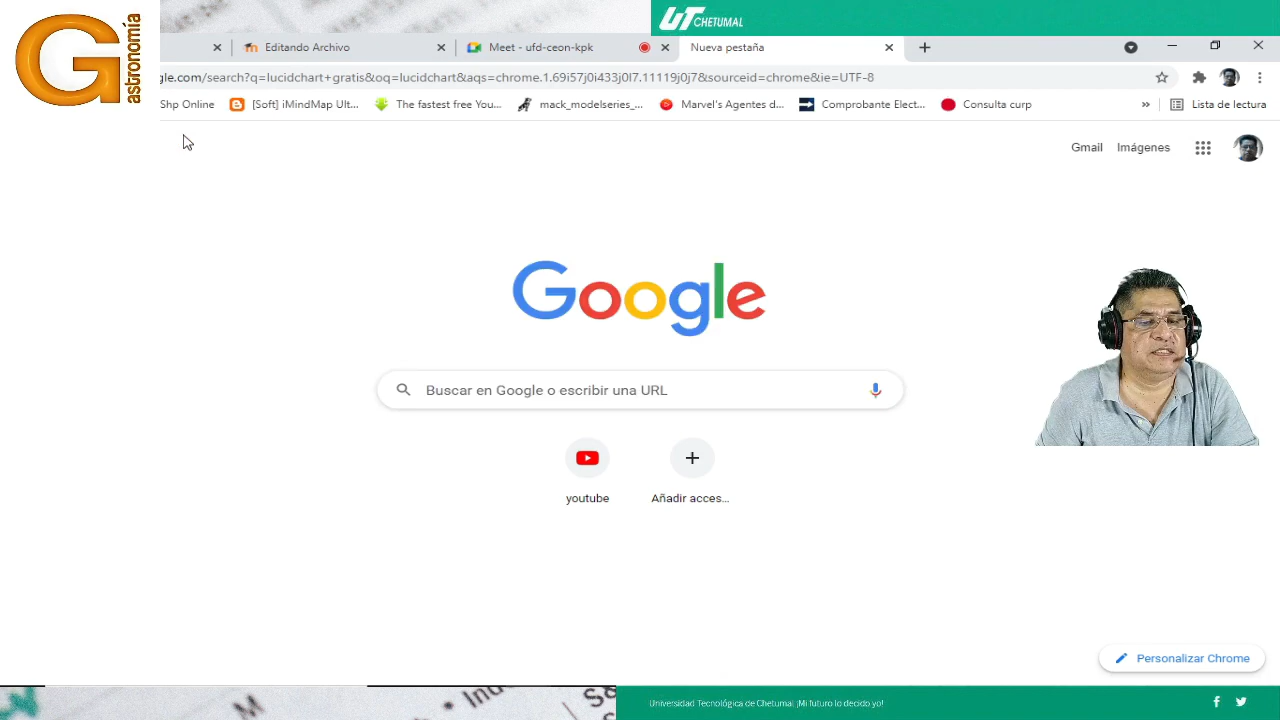 Gastronomía
UT CHETUMAL
Editando Archivo
Meet - ufd-ceon-kpk
Nueva pestaña
gle.com/search?q=lucidchart+gratis&oq=lucidchart&aqs=chrome.1.69i57j0i433j0l7.11119j0j7&sourceid=chrome&ie=UTF-8
Shp Online
[Soft] iMindMap Ult...
The fastest free You...
mack_modelseries_...
Marvel's Agentes d...
Comprobante Elect...
Consulta curp
»
Lista de lectura
Gmail
Imágenes
Google
Buscar en Google o escribir una URL
youtube
Añadir acces...
Personalizar Chrome
Universidad Tecnológica de Chetumal ¡Mi futuro lo decido yo!